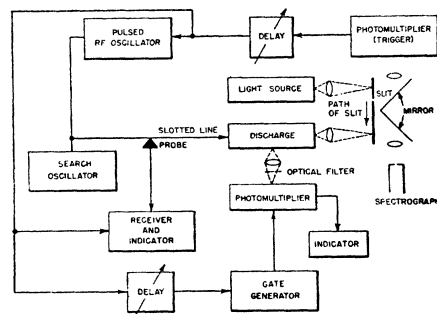 PULSED
RF OSCILLATOR
DELAY
PHOTOMULTIPLIER
(TRIGGER)
LIGHT SOURCE
SLIT
PATH
OF SLIT
MIRROR
SLOTTED LINE
DISCHARGE
PROBE
SEARCH
OSCILLATOR
OPTICAL FILTER
SPECTROGRAPH
PHOTOMULTIPLIER
RECEIVER
AND
INDICATOR
INDICATOR
DELAY
GATE
GENERATOR